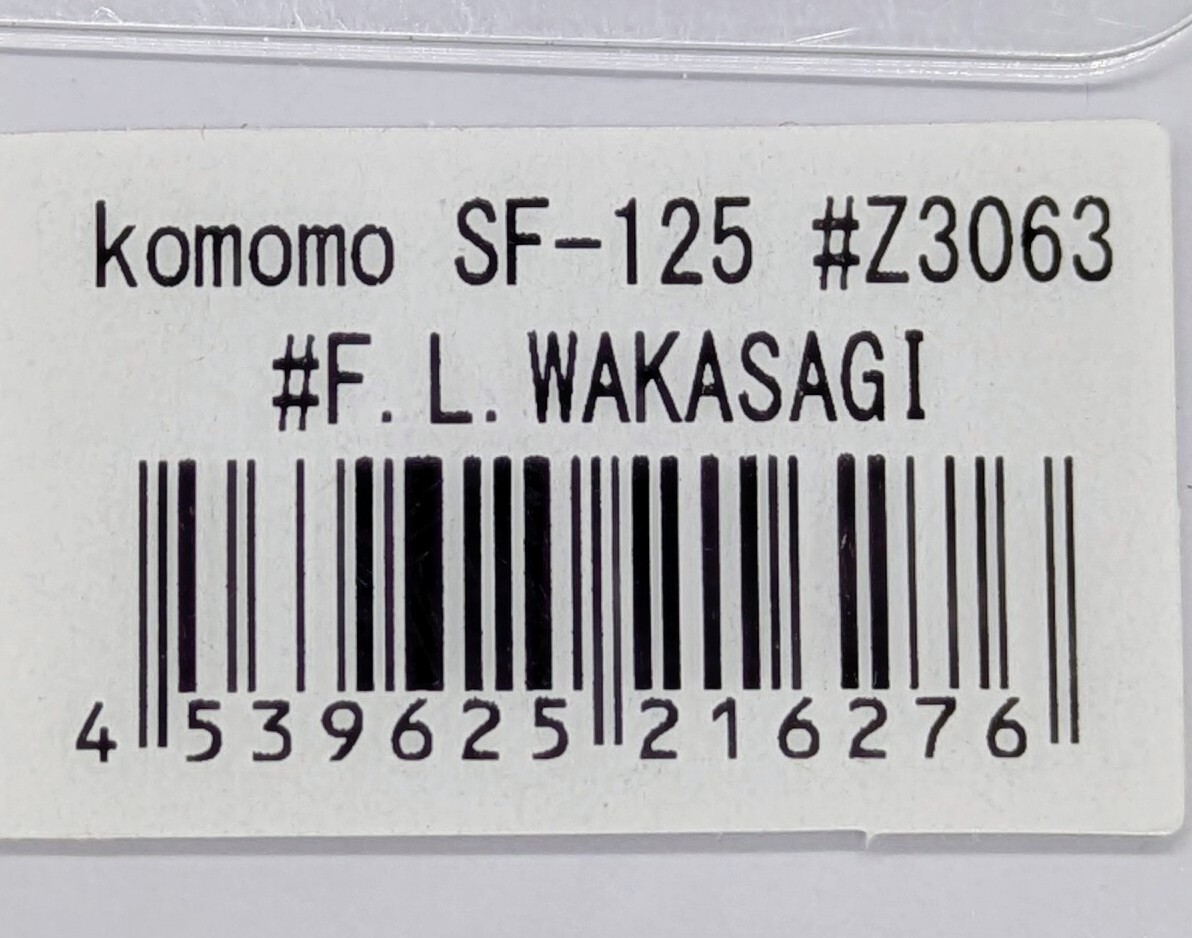 komomo SF-125 #Z3063
#F.L.WAKASAGI
4 539625 216276